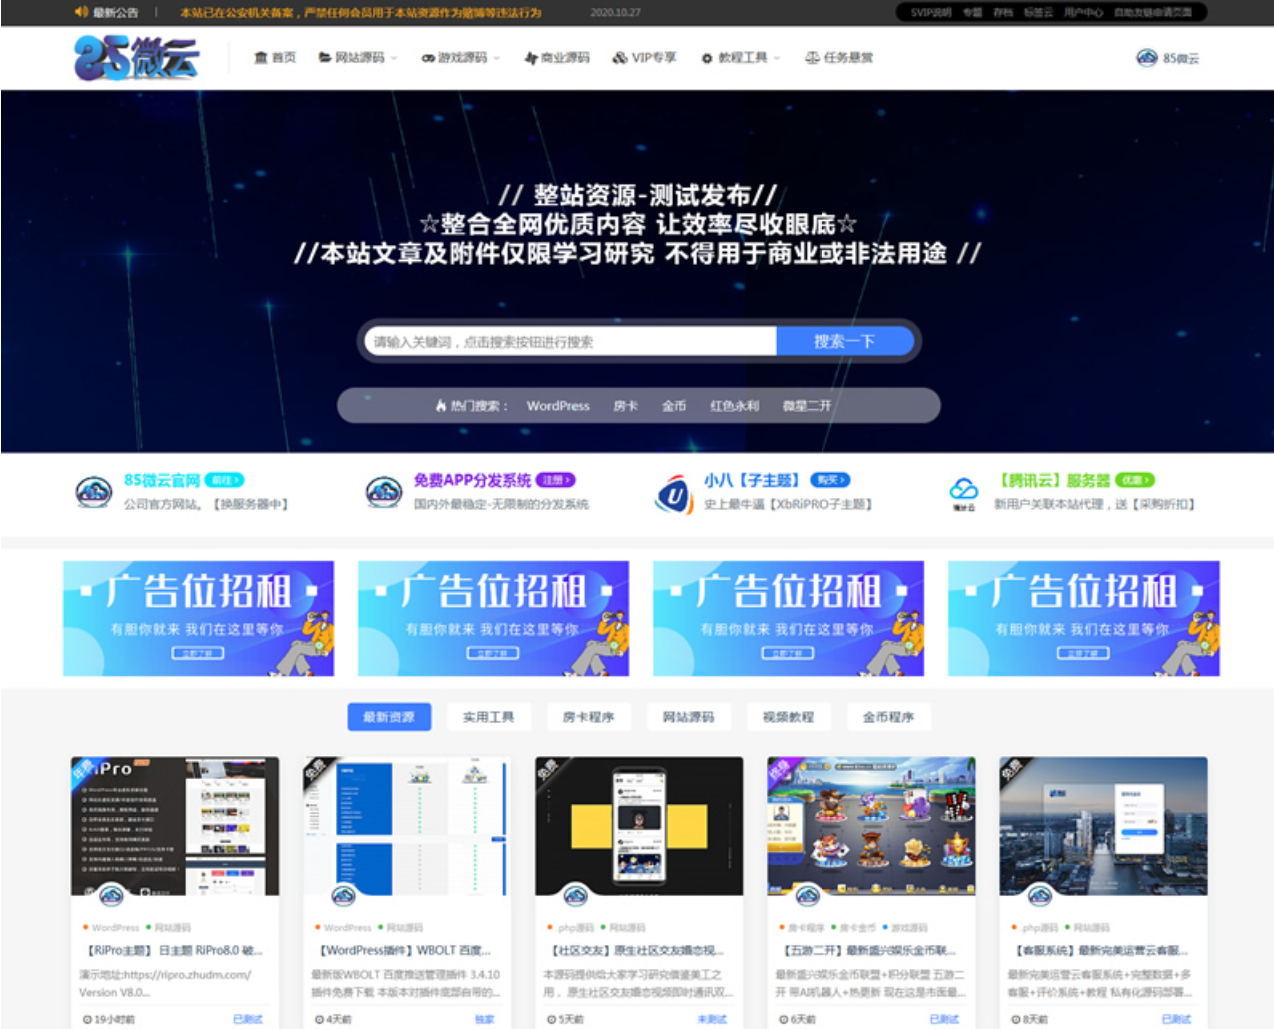 最新公告 | 本站已在公安机关备案，严禁任何会员用于本站资源作为赌博等违法行为 2020.10.27 SVIP说明 专题 存档 标签云 用户中心 自助友链申请页面
85微云 首页 网站源码 游戏源码 商业源码 VIP专享 教程工具 任务悬赏 85微云
// 整站资源-测试发布//
☆整合全网优质内容 让效率尽收眼底☆
//本站文章及附件仅限学习研究 不得用于商业或非法用途 //
请输入关键词，点击搜索按钮进行搜索 搜索一下
热门搜索： WordPress 房卡 金币 红色永利 微星二开
85微云官网 前往 免费APP分发系统 注册 小八【子主题】 购买 【腾讯云】服务器 优惠
公司官方网站。【换服务器中】 国内外最稳定-无限制的分发系统 史上最牛逼【XbRiPRO子主题】 新用户关联本站代理，送【采购折扣】
广告位招租 广告位招租 广告位招租 广告位招租
有胆你就来 我们在这里等你 有胆你就来 我们在这里等你 有胆你就来 我们在这里等你 有胆你就来 我们在这里等你
立即了解 立即了解 立即了解 立即了解
最新资源 实用工具 房卡程序 网站源码 视频教程 金币程序
年费 RiPro 免费 免费 终身 免费
WordPress 网站源码 WordPress 网站源码 .php源码 网站源码 房卡程序 房卡金币 游戏源码 .php源码 网站源码
【RiPro主题】 日主题 RiPro8.0 破... 【WordPress插件】WBOLT 百度... 【社区交友】原生社区交友婚恋视... 【五游二开】最新盛兴娱乐金币联... 【客服系统】最新完美运营云客服...
演示地址:https://ripro.zhudm.com/ 最新版WBOLT 百度推送管理插件 3.4.10 本源码提供给大家学习研究借鉴美工之 最新盛兴娱乐金币联盟+积分联盟 五游二 最新完美运营云客服系统+完整数据+多
Version V8.0... 插件免费下载 本版本对插件底部自带的... 用，原生社区交友婚恋视频即时通讯双... 开 带AI机器人+热更新 现在这是市面最... 客服+评价系统+教程 私有化源码部署...
19小时前 已测试 4天前 独家 5天前 未测试 6天前 已测试 8天前 已测试